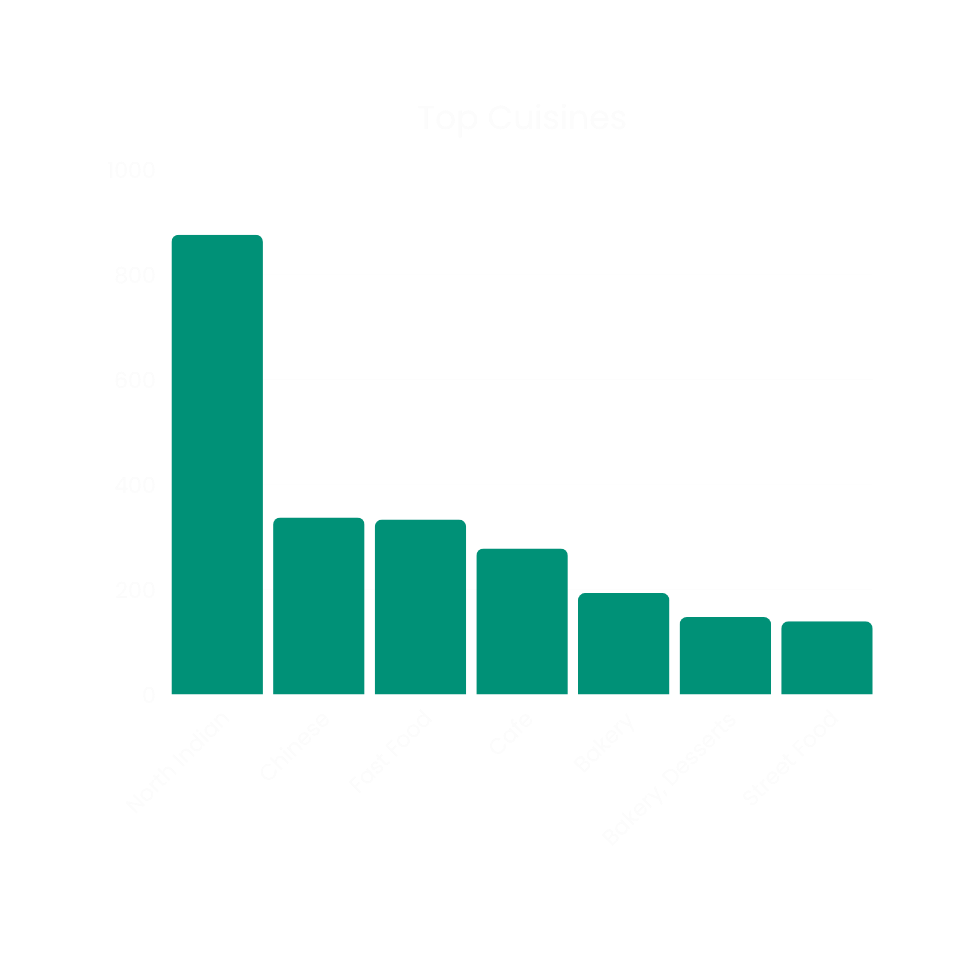 Top Cuisines
1000
800
600
400
200
0
North Indian
Chinese
Fast Food
Cafe
Bakery
Bakery, Desserts
Street Food